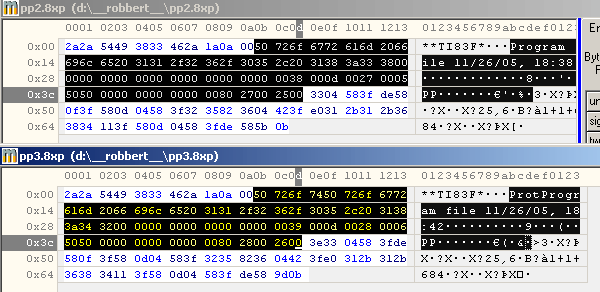 pp2.8xp (d:\__robbert__\pp2.8xp)
0001 0203 0405 0607 0809 0a0b 0c0d 0e0f 1011 1213 0123456789abcdef0123
0x00 2a2a 5449 3833 462a 1a0a 0050 726f 6772 616d 2066 **TI83F*···Program
0x14 696c 6520 3131 2f32 362f 3035 2c20 3138 3a33 3800 ile 11/26/05, 18:38
0x28 0000 0000 0000 0000 0000 0038 000d 0027 0005 ···········8···'··
0x3c 5050 0000 0000 0000 0080 2700 2500 3304 583f de58 PP·······€'·%·3·X?ÞX
0x50 0f3f 580d 0458 3f32 3582 3604 423f e031 2b31 2b36 ·?X··X?25‚6·B?à1+1+6
0x64 3834 113f 580d 0458 3fde 585b 0b 84·?X··X?ÞX[·
Er
Byt
F
un
sig
tw
pp3.8xp (d:\__robbert__\pp3.8xp)
0001 0203 0405 0607 0809 0a0b 0c0d 0e0f 1011 1213 0123456789abcdef0123
0x00 2a2a 5449 3833 462a 1a0a 0050 726f 7450 726f 6772 **TI83F*···ProtProgr
0x14 616d 2066 696c 6520 3131 2f32 362f 3035 2c20 3138 am file 11/26/05, 18
0x28 3a34 3200 0000 0000 0000 0039 000d 0028 0006 :42········9···(··
0x3c 5050 0000 0000 0000 0080 2800 2600 3e33 0458 3fde PP·······€(·&·>3·X?Þ
0x50 580f 3f58 0d04 583f 3235 8236 0442 3fe0 312b 312b X·?X··X?25‚6·B?à1+1+
0x64 3638 3411 3f58 0d04 583f de58 9d0b 684·?X··X?ÞX·